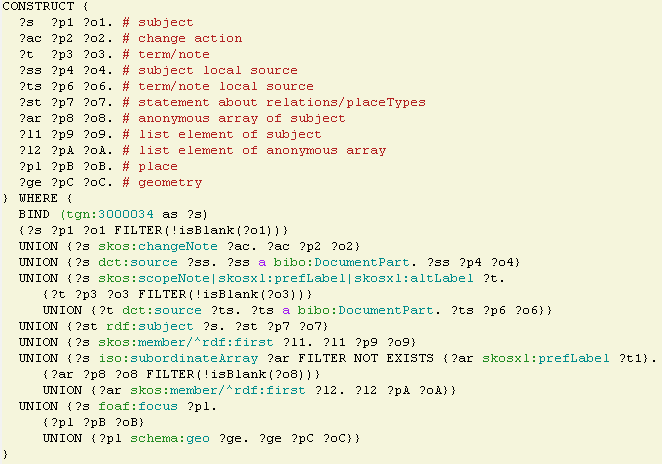 CONSTRUCT {
?s ?p1 ?o1. # subject
?ac ?p2 ?o2. # change action
?t ?p3 ?o3. # term/note
?ss ?p4 ?o4. # subject local source
?ts ?p6 ?o6. # term/note local source
?st ?p7 ?o7. # statement about relations/placeTypes
?ar ?p8 ?o8. # anonymous array of subject
?l1 ?p9 ?o9. # list element of subject
?l2 ?pA ?oA. # list element of anonymous array
?pl ?pB ?oB. # place
?ge ?pC ?oC. # geometry
} WHERE {
BIND (tgn:3000034 as ?s)
{?s ?p1 ?o1 FILTER(!isBlank(?o1))}
UNION {?s skos:changeNote ?ac. ?ac ?p2 ?o2}
UNION {?s dct:source ?ss. ?ss a bibo:DocumentPart. ?ss ?p4 ?o4}
UNION {?s skos:scopeNote|skosxl:prefLabel|skosxl:altLabel ?t.
{?t ?p3 ?o3 FILTER(!isBlank(?o3))}
UNION {?t dct:source ?ts. ?ts a bibo:DocumentPart. ?ts ?p6 ?o6}}
UNION {?st rdf:subject ?s. ?st ?p7 ?o7}
UNION {?s skos:member/^rdf:first ?l1. ?l1 ?p9 ?o9}
UNION {?s iso:subordinateArray ?ar FILTER NOT EXISTS {?ar skosxl:prefLabel ?t1}.
{?ar ?p8 ?o8 FILTER(!isBlank(?o8))}
UNION {?ar skos:member/^rdf:first ?l2. ?l2 ?pA ?oA}}
UNION {?s foaf:focus ?pl.
{?pl ?pB ?oB}
UNION {?pl schema:geo ?ge. ?ge ?pC ?oC}}
}